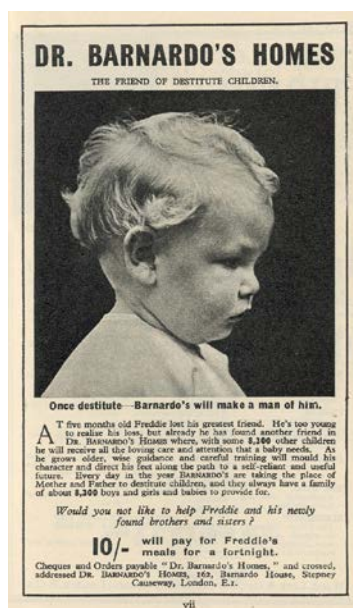 DR. BARNARDO'S HOMES
THE FRIEND OF DESTITUTE CHILDREN.
Once destitute—Barnardo's will make a man of him.
AT five months old Freddie lost his greatest friend. He's too young
to realise his loss, but already he has found another friend in
DR. BARNARDO'S HOMES where, with some 8,300 other children
he will receive all the loving care and attention that a baby needs. As
he grows older, wise guidance and careful training will mould his
character and direct his feet along the path to a self-reliant and useful
future. Every day in the year BARNARDO'S are taking the place of
Mother and Father to destitute children, and they always have a family
of about 8,300 boys and girls and babies to provide for.
Would you not like to help Freddie and his newly
found brothers and sisters?
10/- will pay for Freddie's
meals for a fortnight.
Cheques and Orders payable "Dr. Barnardo's Homes," and crossed,
addressed DR. BARNARDO'S HOMES, 162, Barnardo House, Stepney
Causeway, London, E.1.
vii